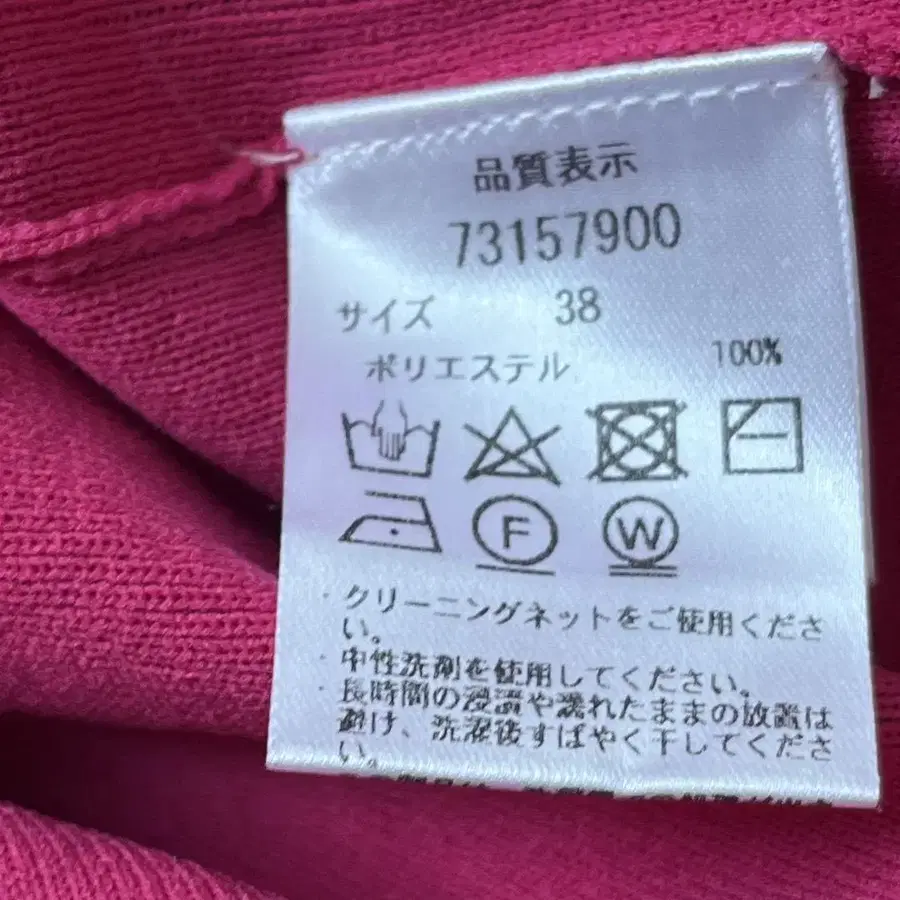 品質表示
73157900
サイズ 38
ポリエステル 100%
F W
・クリーニングネットをご使用くださ
い。
・中性洗剤を使用してください。
・長時間の浸漬や濡れたままの放置は
避け、洗濯後すばやく干してくださ
い。